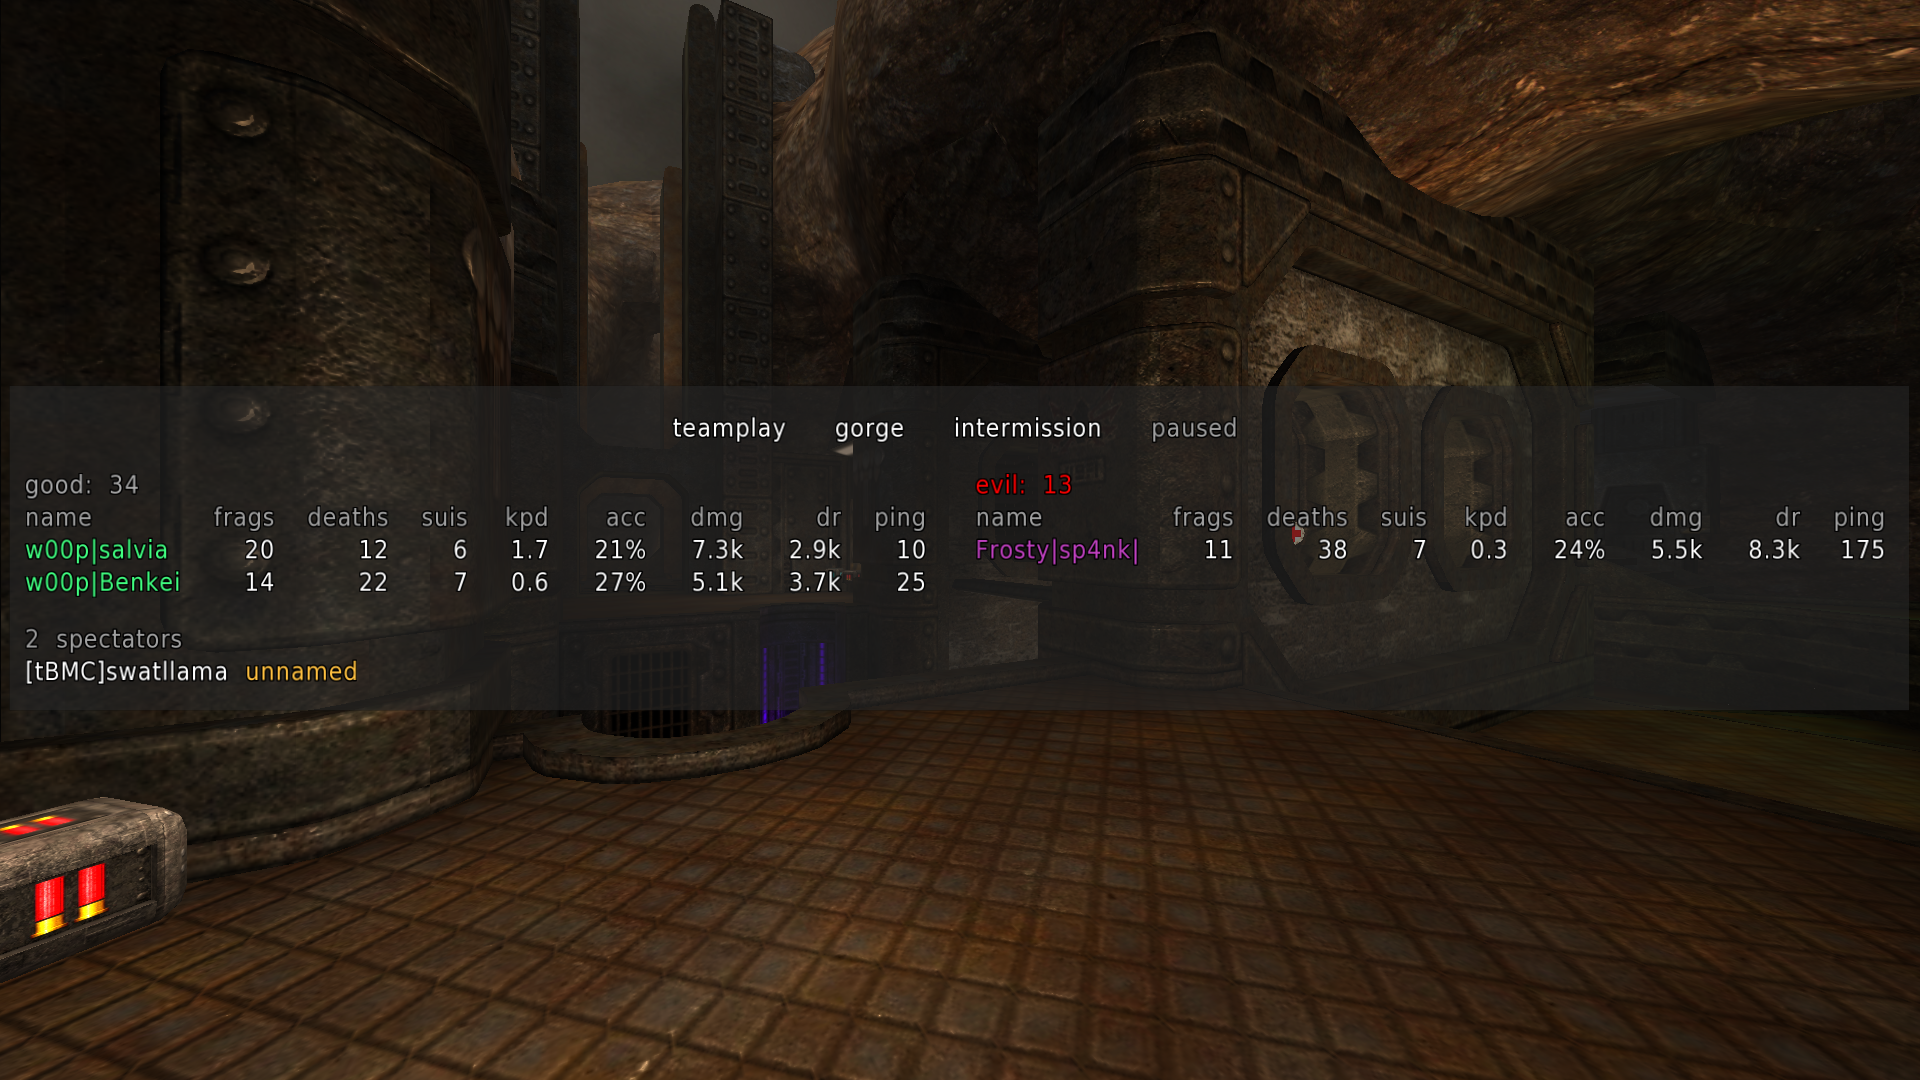 teamplay gorge intermission paused
good: 34
name frags deaths suis kpd acc dmg dr ping
w00p|salvia 20 12 6 1.7 21% 7.3k 2.9k 10
w00p|Benkei 14 22 7 0.6 27% 5.1k 3.7k 25
evil: 13
name frags deaths suis kpd acc dmg dr ping
Frosty|sp4nk| 11 38 7 0.3 24% 5.5k 8.3k 175
2 spectators
[tBMC]swatllama unnamed